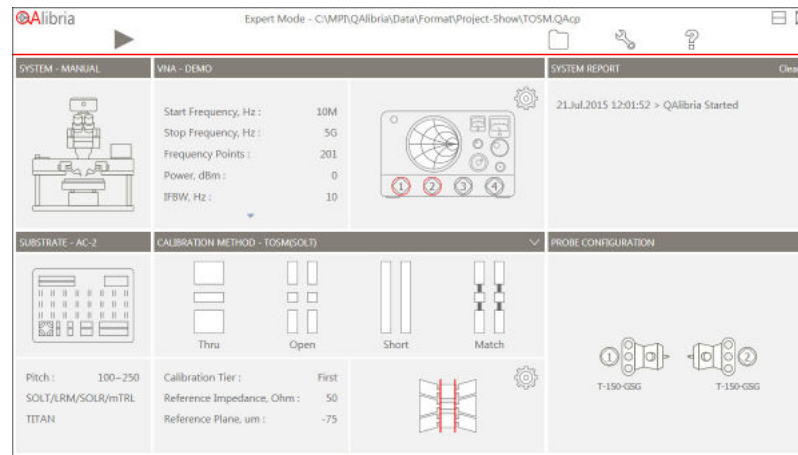 QAlibria
Expert Mode - C:\MPI\QAlibria\Data\Format\Project-Show\TOSM.QAcp
SYSTEM - MANUAL
VNA - DEMO
Start Frequency, Hz : 10M
Stop Frequency, Hz : 5G
Frequency Points : 201
Power, dBm : 0
IFBW, Hz : 10
1 2 3 4
SYSTEM REPORT
21.Jul.2015 12:01:52 > QAlibria Started
SUBSTRATE - AC-2
Pitch : 100~250
SOLT/LRM/SOLR/mTRL
TITAN
CALIBRATION METHOD - TOSM(SOLT)
Thru Open Short Match
Calibration Tier : First
Reference Impedance, Ohm : 50
Reference Plane, um : -75
PROBE CONFIGURATION
1 2
T-150-GSG T-150-GSG